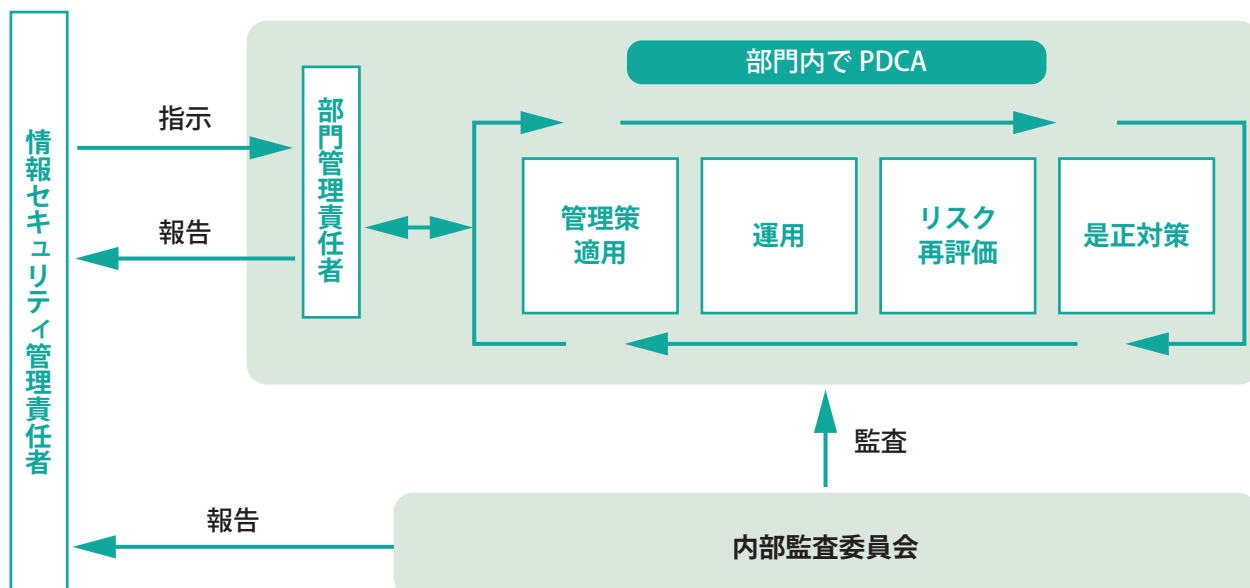 情報セキュリティ管理責任者
指示
報告
部門管理責任者
部門内で PDCA
管理策
適用
運用
リスク
再評価
是正対策
監査
報告
内部監査委員会